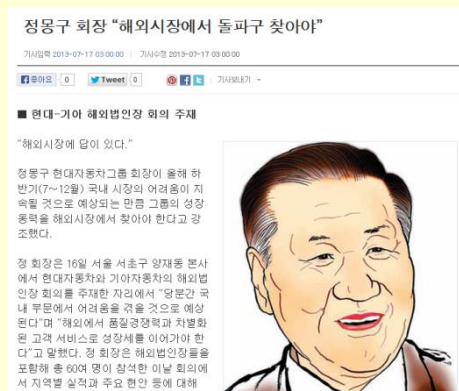 정몽구 회장 “해외시장에서 돌파구 찾아야”
기사입력 2013-07-17 03:00:00 기사수정 2013-07-17 03:00:00
좋아요 0 Tweet 0 기사보내기
■ 현대-기아 해외법인장 회의 주재
“해외시장에 답이 있다.”
정몽구 현대자동차그룹 회장이 올해 하
반기(7～12월) 국내 시장의 어려움이 지
속될 것으로 예상되는 만큼 그룹의 성장
동력을 해외시장에서 찾아야 한다고 강
조했다.
정 회장은 16일 서울 서초구 양재동 본사
에서 현대자동차와 기아자동차의 해외법
인장 회의를 주재한 자리에서 “당분간 국
내 부문에서 어려움을 겪을 것으로 예상
된다”며 “해외에서 품질경쟁력과 차별화
된 고객 서비스로 성장세를 이어가야 한
다”고 말했다. 정 회장은 해외법인장들을
포함해 총 60여 명이 참석한 이날 회의에
서 지역별 실적과 주요 현안 등에 대해